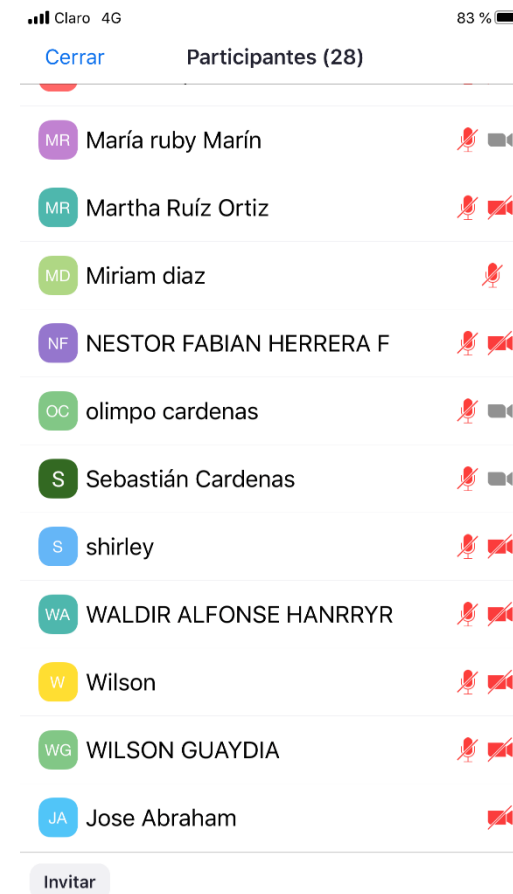 Claro 4G 83 %
Cerrar Participantes (28)
MR María ruby Marín
MR Martha Ruíz Ortiz
MD Miriam diaz
NF NESTOR FABIAN HERRERA F
OC olimpo cardenas
S Sebastián Cardenas
S shirley
WA WALDIR ALFONSE HANRRYR
W Wilson
WG WILSON GUAYDIA
JA Jose Abraham
Invitar